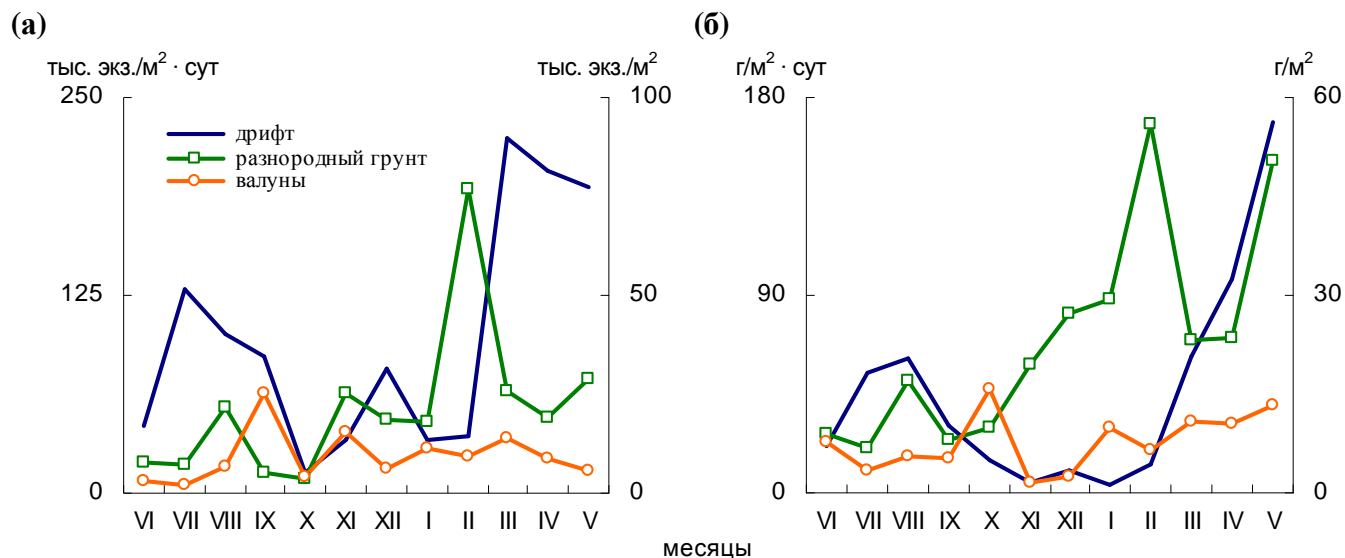 (а)
(б)
тыс. экз./м² · сут
тыс. экз./м²
г/м² · сут
г/м²
250
100
180
60
дрифт
разнородный грунт
валуны
125
50
90
30
0
0
0
0
VI VII VIII IX X XI XII I II III IV V
VI VII VIII IX X XI XII I II III IV V
месяцы